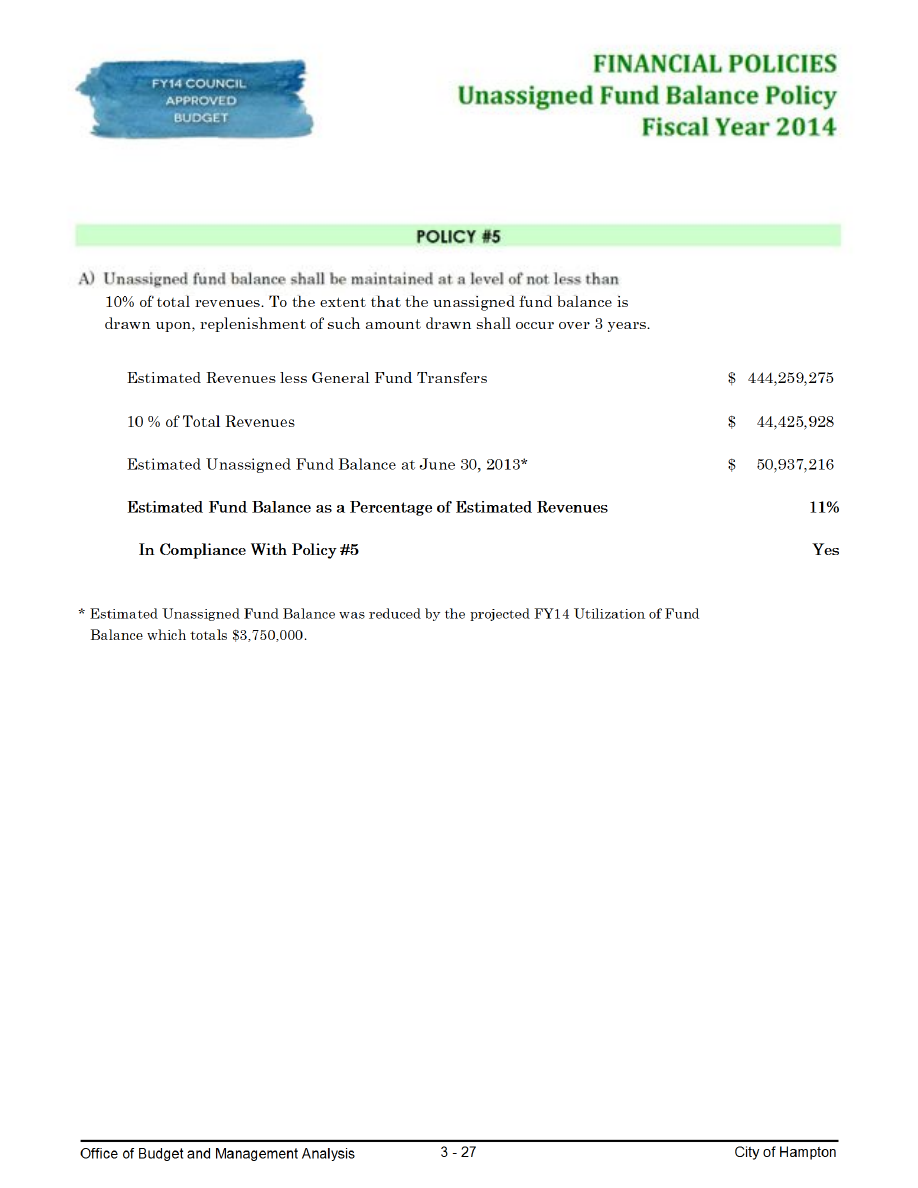 FY14 COUNCIL
APPROVED
BUDGET
FINANCIAL POLICIES
Unassigned Fund Balance Policy
Fiscal Year 2014
POLICY #5
A) Unassigned fund balance shall be maintained at a level of not less than
10% of total revenues. To the extent that the unassigned fund balance is
drawn upon, replenishment of such amount drawn shall occur over 3 years.
Estimated Revenues less General Fund Transfers $ 444,259,275
10 % of Total Revenues $ 44,425,928
Estimated Unassigned Fund Balance at June 30, 2013* $ 50,937,216
Estimated Fund Balance as a Percentage of Estimated Revenues 11%
In Compliance With Policy #5 Yes
* Estimated Unassigned Fund Balance was reduced by the projected FY14 Utilization of Fund
Balance which totals $3,750,000.
Office of Budget and Management Analysis 3 - 27 City of Hampton